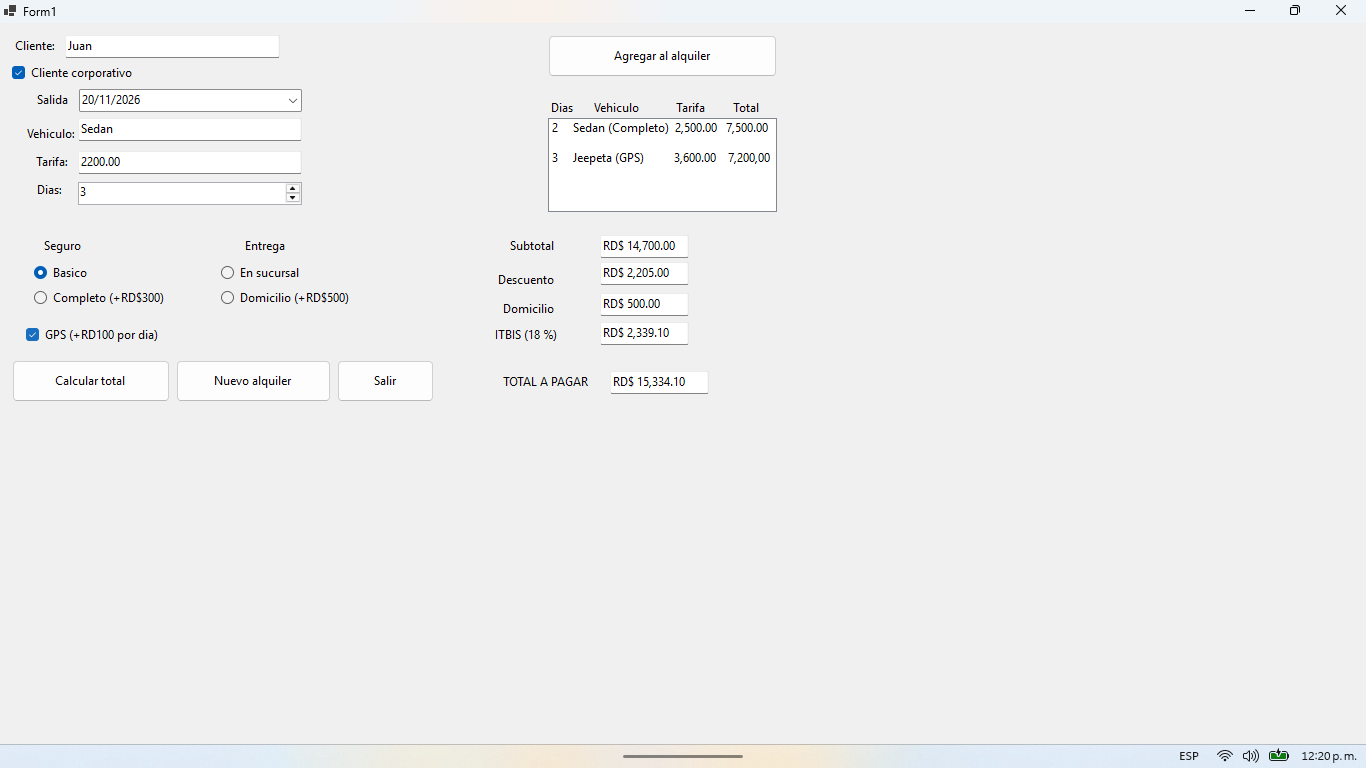 Form1
Cliente: Juan
Cliente corporativo
Salida 20/11/2026
Vehiculo: Sedan
Tarifa: 2200.00
Dias: 3
Seguro Entrega
Basico En sucursal
Completo (+RD$300) Domicilio (+RD$500)
GPS (+RD100 por dia)
Calcular total Nuevo alquiler Salir
Agregar al alquiler
Dias Vehiculo Tarifa Total
2 Sedan (Completo) 2,500.00 7,500.00
3 Jeepeta (GPS) 3,600.00 7,200,00
Subtotal RD$ 14,700.00
Descuento RD$ 2,205.00
Domicilio RD$ 500.00
ITBIS (18 %) RD$ 2,339.10
TOTAL A PAGAR RD$ 15,334.10
ESP 12:20 p. m.